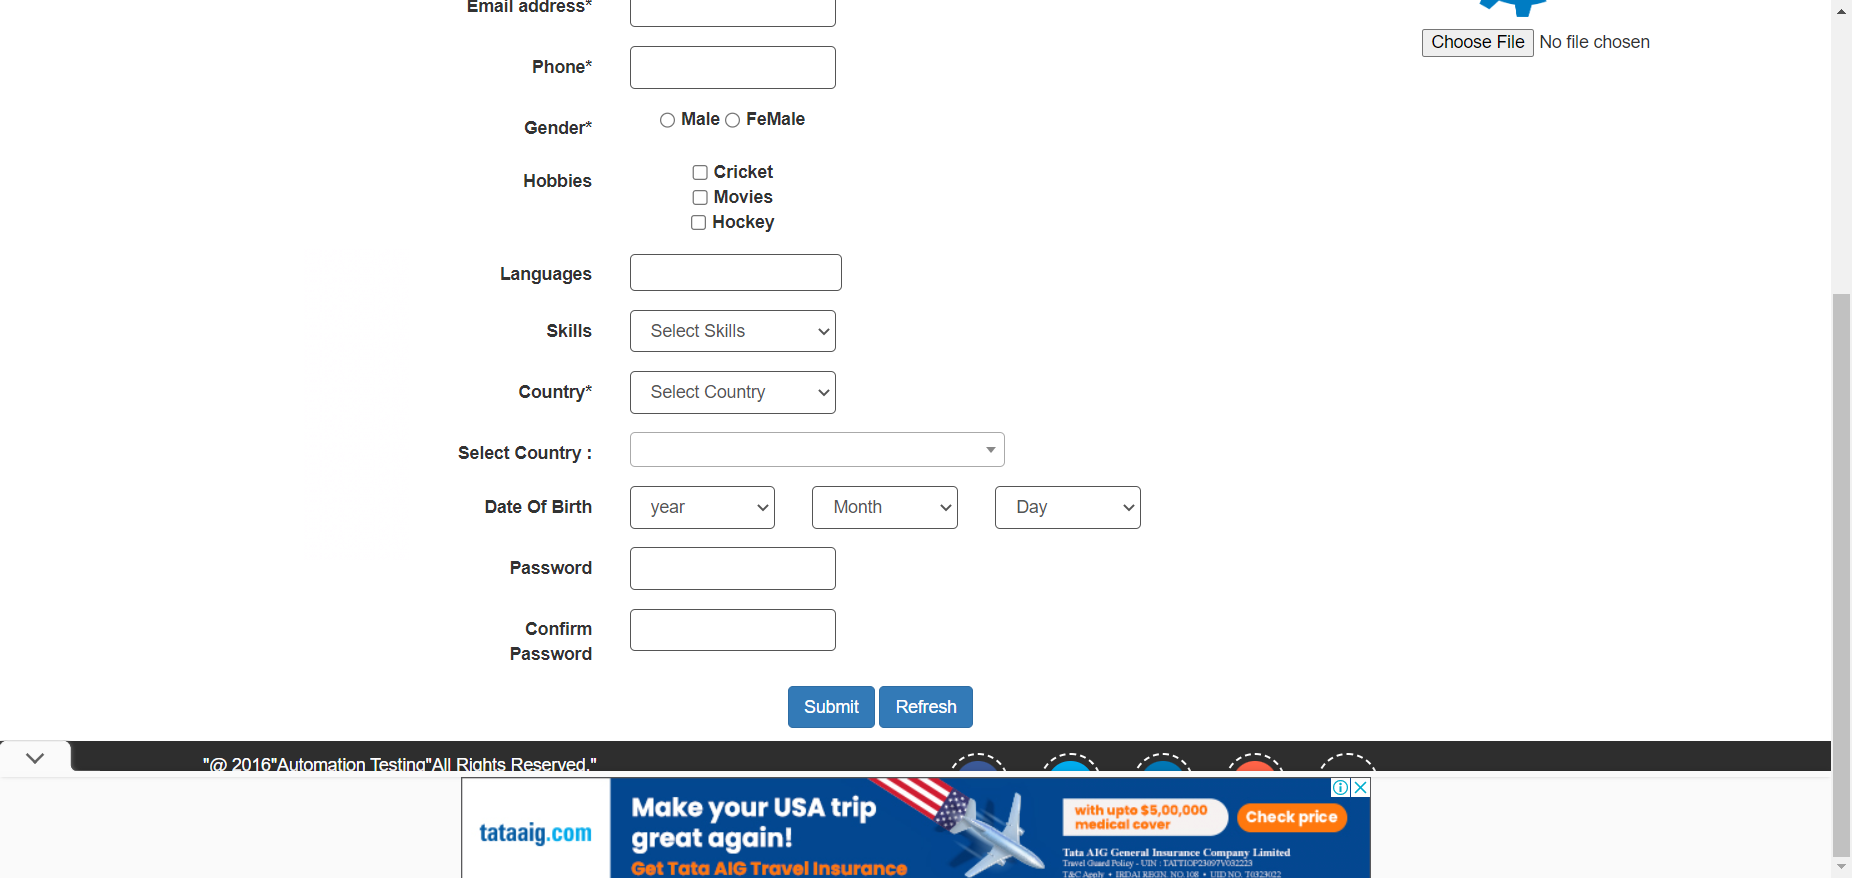 Email address*
Choose File No file chosen
Phone*
Gender*
Male FeMale
Hobbies
Cricket
Movies
Hockey
Languages
Skills
Select Skills
Country*
Select Country
Select Country :
Date Of Birth
year
Month
Day
Password
Confirm
Password
Submit
Refresh
"@ 2016"Automation Testing"All Rights Reserved."
tataaig.com
Make your USA trip
great again!
Get Tata AIG Travel Insurance
with upto $5,00,000
medical cover
Check price
Tata AIG General Insurance Company Limited
Travel Guard Policy - UIN : TATTIOP23097V032223
T&C Apply • IRDAI REGN. NO. 108 • UID NO. T0323022